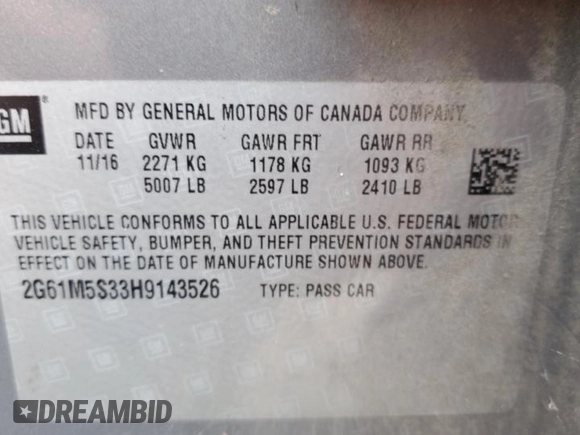 GM
MFD BY GENERAL MOTORS OF CANADA COMPANY
DATE GVWR GAWR FRT GAWR RR
11/16 2271 KG 1178 KG 1093 KG
5007 LB 2597 LB 2410 LB
THIS VEHICLE CONFORMS TO ALL APPLICABLE U.S. FEDERAL MOTOR
VEHICLE SAFETY, BUMPER, AND THEFT PREVENTION STANDARDS IN
EFFECT ON THE DATE OF MANUFACTURE SHOWN ABOVE.
2G61M5S33H9143526 TYPE: PASS CAR
DREAMBID